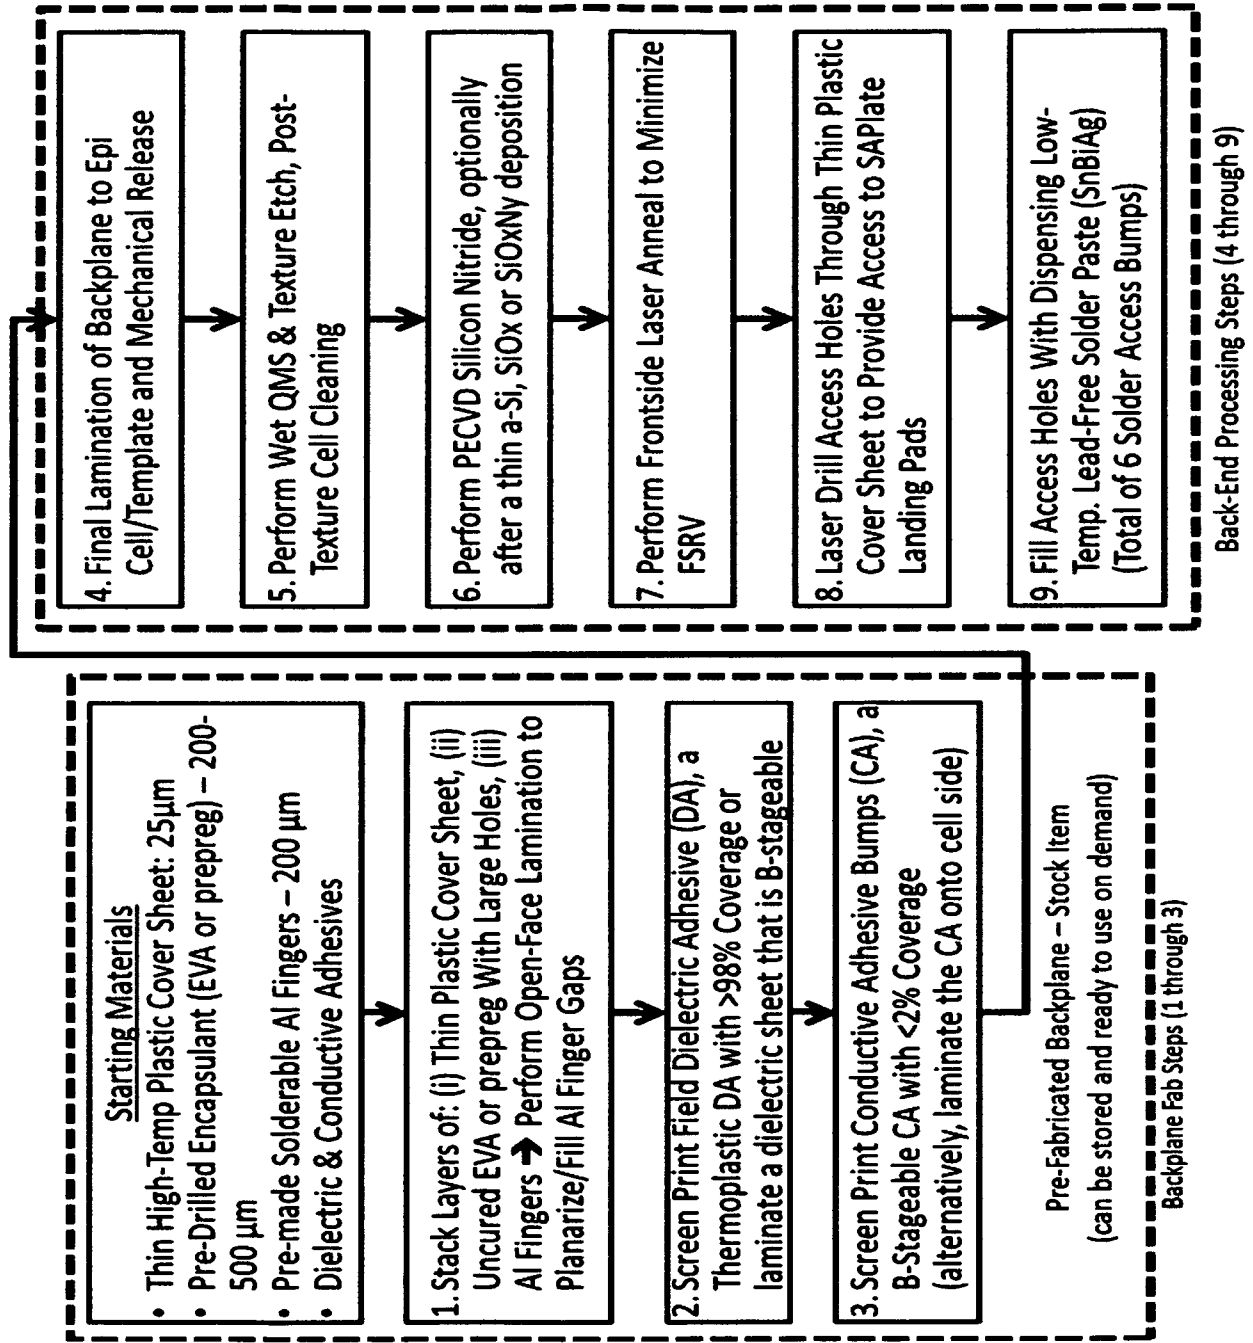 Starting Materials
• Thin High-Temp Plastic Cover Sheet: 25µm
• Pre-Drilled Encapsulant (EVA or prepreg) – 200-
500 µm
• Pre-made Solderable Al Fingers – 200 µm
• Dielectric & Conductive Adhesives
1. Stack Layers of: (i) Thin Plastic Cover Sheet, (ii)
Uncured EVA or prepreg With Large Holes, (iii)
Al Fingers ➔ Perform Open-Face Lamination to
Planarize/Fill Al Finger Gaps
2. Screen Print Field Dielectric Adhesive (DA), a
Thermoplastic DA with >98% Coverage or
laminate a dielectric sheet that is B-stageable
3. Screen Print Conductive Adhesive Bumps (CA), a
B-Stageable CA with <2% Coverage
(alternatively, laminate the CA onto cell side)
Pre-Fabricated Backplane – Stock Item
(can be stored and ready to use on demand)
Backplane Fab Steps (1 through 3)
4. Final Lamination of Backplane to Epi
Cell/Template and Mechanical Release
5. Perform Wet QMS & Texture Etch, Post-
Texture Cell Cleaning
6. Perform PECVD Silicon Nitride, optionally
after a thin a-Si, SiOx or SiOxNy deposition
7. Perform Frontside Laser Anneal to Minimize
FSRV
8. Laser Drill Access Holes Through Thin Plastic
Cover Sheet to Provide Access to SAPlate
Landing Pads
9. Fill Access Holes With Dispensing Low-
Temp. Lead-Free Solder Paste (SnBiAg)
(Total of 6 Solder Access Bumps)
Back-End Processing Steps (4 through 9)